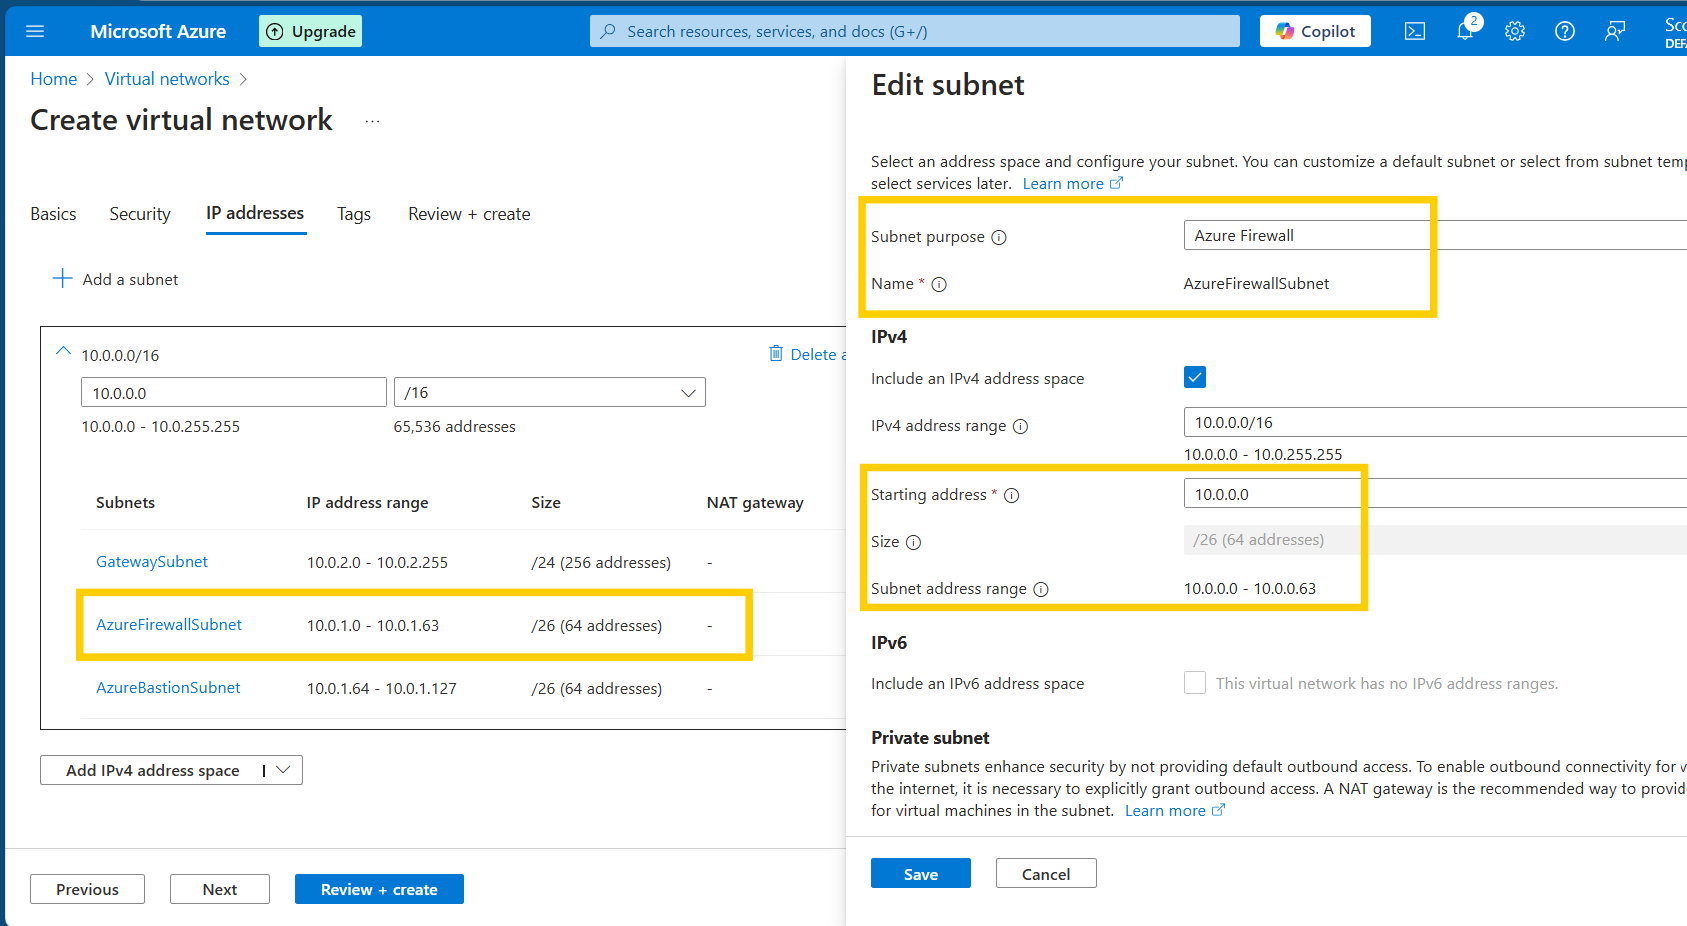 Microsoft Azure
Upgrade
Search resources, services, and docs (G+/)
Copilot
2
Home > Virtual networks >
Create virtual network ...
Basics Security IP addresses Tags Review + create
+ Add a subnet
10.0.0.0/16
Delete a
10.0.0.0 /16
10.0.0.0 - 10.0.255.255 65,536 addresses
Subnets IP address range Size NAT gateway
GatewaySubnet 10.0.2.0 - 10.0.2.255 /24 (256 addresses) -
AzureFirewallSubnet 10.0.1.0 - 10.0.1.63 /26 (64 addresses) -
AzureBastionSubnet 10.0.1.64 - 10.0.1.127 /26 (64 addresses) -
Add IPv4 address space |
Previous Next Review + create
Edit subnet
Select an address space and configure your subnet. You can customize a default subnet or select from subnet
select services later. Learn more
Subnet purpose Azure Firewall
Name * AzureFirewallSubnet
IPv4
Include an IPv4 address space
IPv4 address range 10.0.0.0/16
10.0.0.0 - 10.0.255.255
Starting address * 10.0.0.0
Size /26 (64 addresses)
Subnet address range 10.0.0.0 - 10.0.0.63
IPv6
Include an IPv6 address space This virtual network has no IPv6 address ranges.
Private subnet
Private subnets enhance security by not providing default outbound access. To enable outbound connectivity for
the internet, it is necessary to explicitly grant outbound access. A NAT gateway is the recommended way to
for virtual machines in the subnet. Learn more
Save Cancel